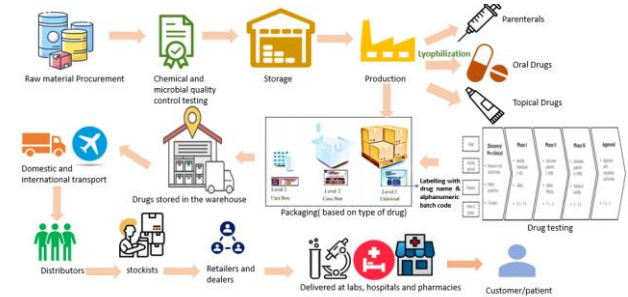 Parenterals
Lyophilization
Raw material Procurement
Chemical and
microbial quality
control testing
Storage
Production
Oral Drugs
Topical Drugs
Discovery
Phase I
Phase II
Phase III
Approval
Domestic and
international transport
Drugs stored in the warehouse
Level 1
Unit Box
Level 2
Case Box
Level 3
Unit-load
Labelling with
drug name &
alphanumeric
batch code
Packaging( based on type of drug)
Drug testing
Distributors
stockists
Retailers and
dealers
Delivered at labs, hospitals and pharmacies
Customer/patient